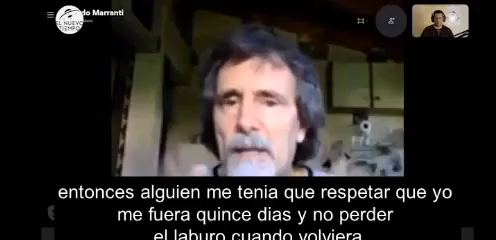 do Marranti
EL NUEVO
TIEMPO
entonces alguien me tenia que respetar que yo
me fuera quince dias y no perder
el laburo cuando volviera